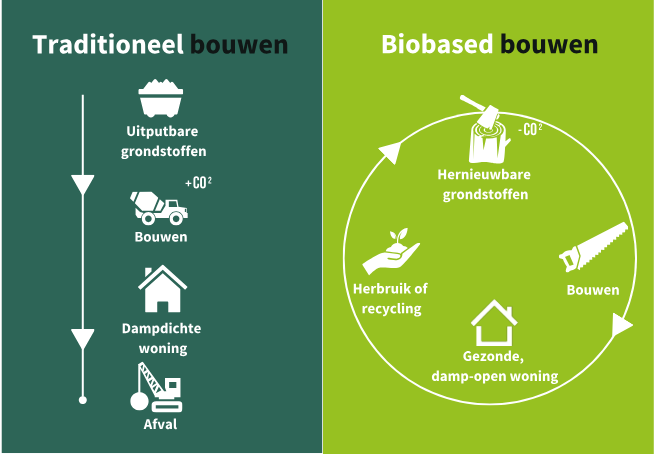 Traditioneel bouwen
Uitputbare
grondstoffen
+CO²
Bouwen
Dampdichte
woning
Afval
Biobased bouwen
-CO²
Hernieuwbare
grondstoffen
Bouwen
Gezonde,
damp-open woning
Herbruik of
recycling